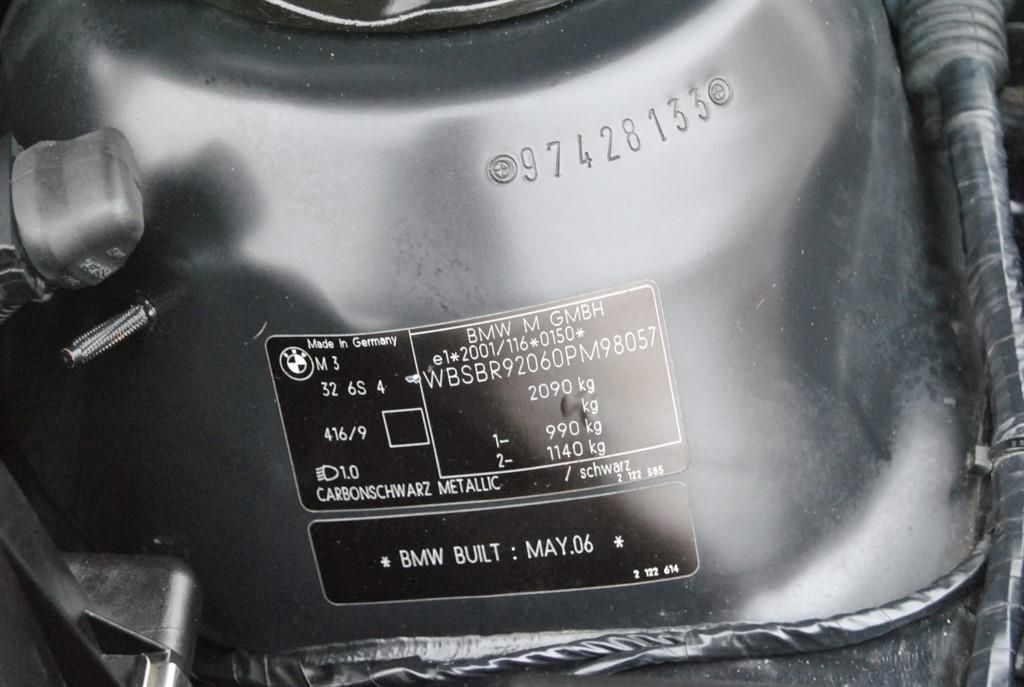 97428133
Made in Germany
BMW M GMBH
e1*2001/116*0150*
M 3
WBSBR92060PM98057
32 6S 4
2090 kg
kg
416/9
1- 990 kg
2- 1140 kg
1.0
CARBONSCHWARZ METALLIC / schwarz
2 122 585
* BMW BUILT : MAY.06 *
2 122 614